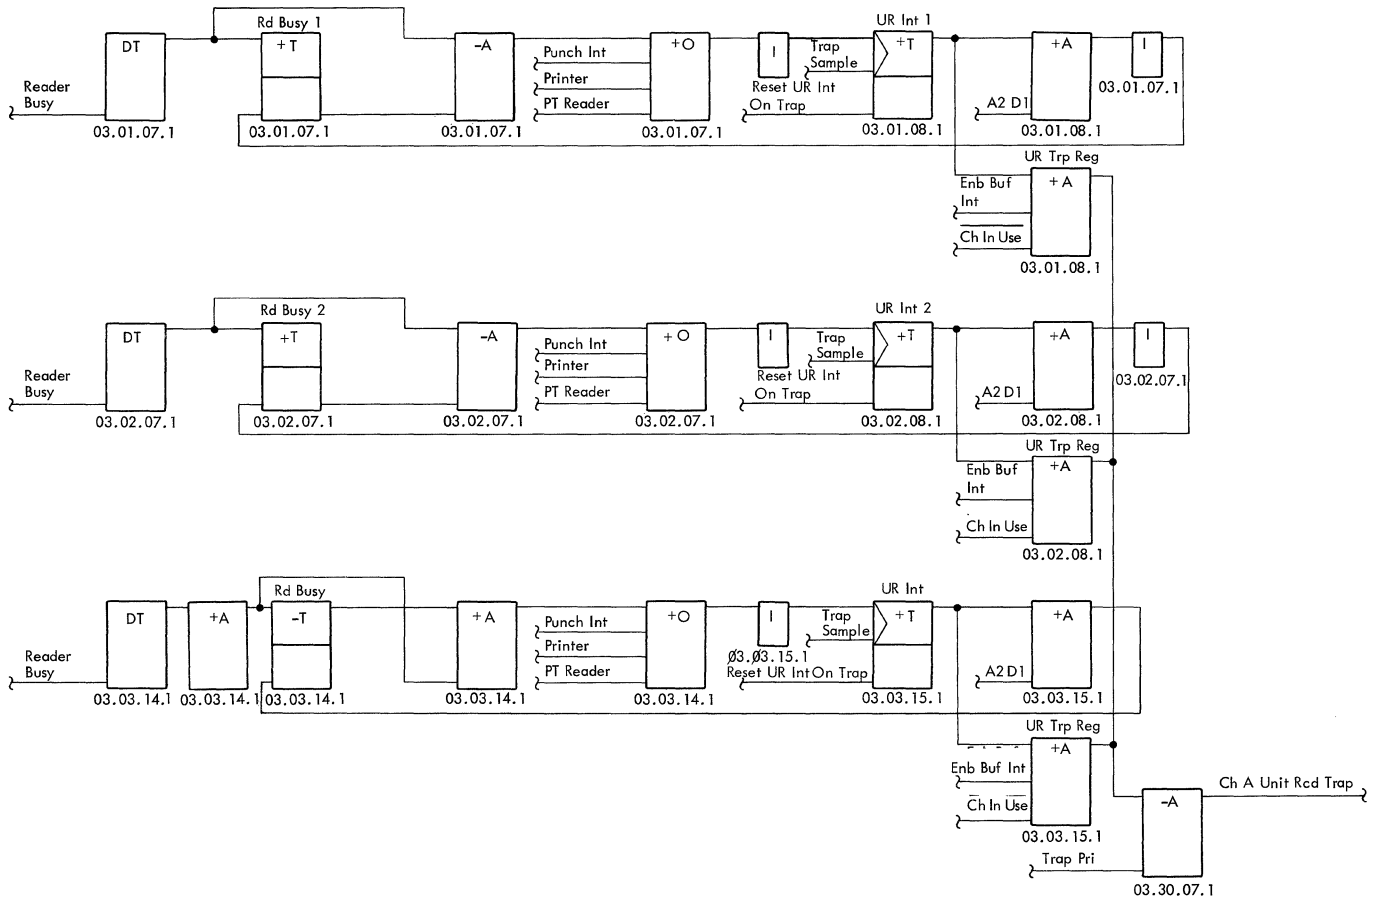 Rd Busy 1
UR Int 1
DT
+T
-A
+O
I
+T
+A
I
Punch Int
Trap
Sample
Printer
Reader
Busy
Reset UR Int
On Trap
PT Reader
A2 D1
03.01.07.1
03.01.07.1
03.01.07.1
03.01.07.1
03.01.07.1
03.01.08.1
03.01.08.1
UR Trp Reg
+A
Enb Buf
Int
Ch In Use
03.01.08.1
Rd Busy 2
UR Int 2
DT
+T
-A
+O
I
+T
+A
I
Punch Int
Trap
Sample
Printer
Reader
Busy
Reset UR Int
On Trap
PT Reader
A2 D1
03.02.07.1
03.02.07.1
03.02.07.1
03.02.07.1
03.02.07.1
03.02.08.1
03.02.08.1
UR Trp Reg
+A
Enb Buf
Int
Ch In Use
03.02.08.1
Rd Busy
UR Int
DT
+A
-T
+A
+O
I
+T
+A
Punch Int
Trap
Sample
Printer
Reader
Busy
03.03.15.1
PT Reader
Reset UR Int On Trap
A2 D1
03.03.14.1
03.03.14.1
03.03.14.1
03.03.14.1
03.03.14.1
03.03.15.1
03.03.15.1
UR Trp Reg
+A
Enb Buf Int
Ch In Use
03.03.15.1
Ch A Unit Rcd Trap
-A
Trap Pri
03.30.07.1